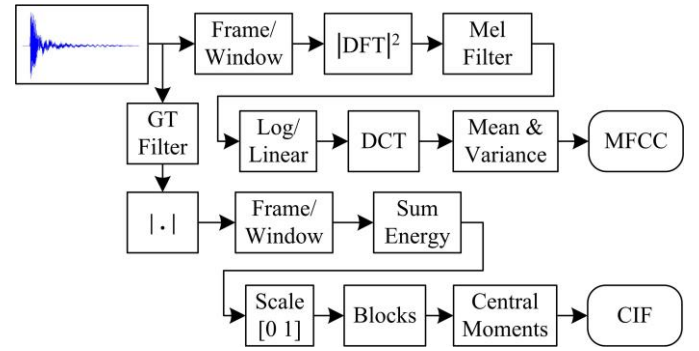 Frame/
Window
|DFT|²
Mel
Filter
GT
Filter
Log/
Linear
DCT
Mean &
Variance
MFCC
|.|
Frame/
Window
Sum
Energy
Scale
[0 1]
Blocks
Central
Moments
CIF